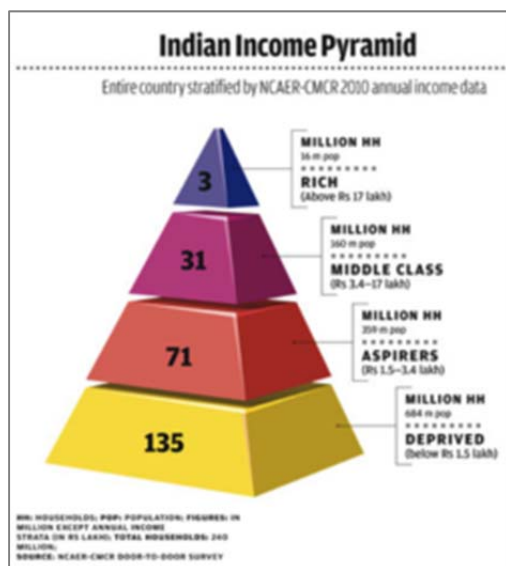 Indian Income Pyramid
Entire country stratified by NCAER-CMCR 2010 annual income data
3
MILLION HH
16 m pop
RICH
(Above Rs 17 lakh)
31
MILLION HH
160 m pop
MIDDLE CLASS
(Rs 3.4–17 lakh)
71
MILLION HH
359 m pop
ASPIRERS
(Rs 1.5–3.4 lakh)
135
MILLION HH
684 m pop
DEPRIVED
(below Rs 1.5 lakh)
HH: HOUSEHOLDS; POP: POPULATION; FIGURES: IN
MILLION EXCEPT ANNUAL INCOME
STRATA (IN RS LAKH); TOTAL HOUSEHOLDS: 240
MILLION;
SOURCE: NCAER-CMCR DOOR-TO-DOOR SURVEY